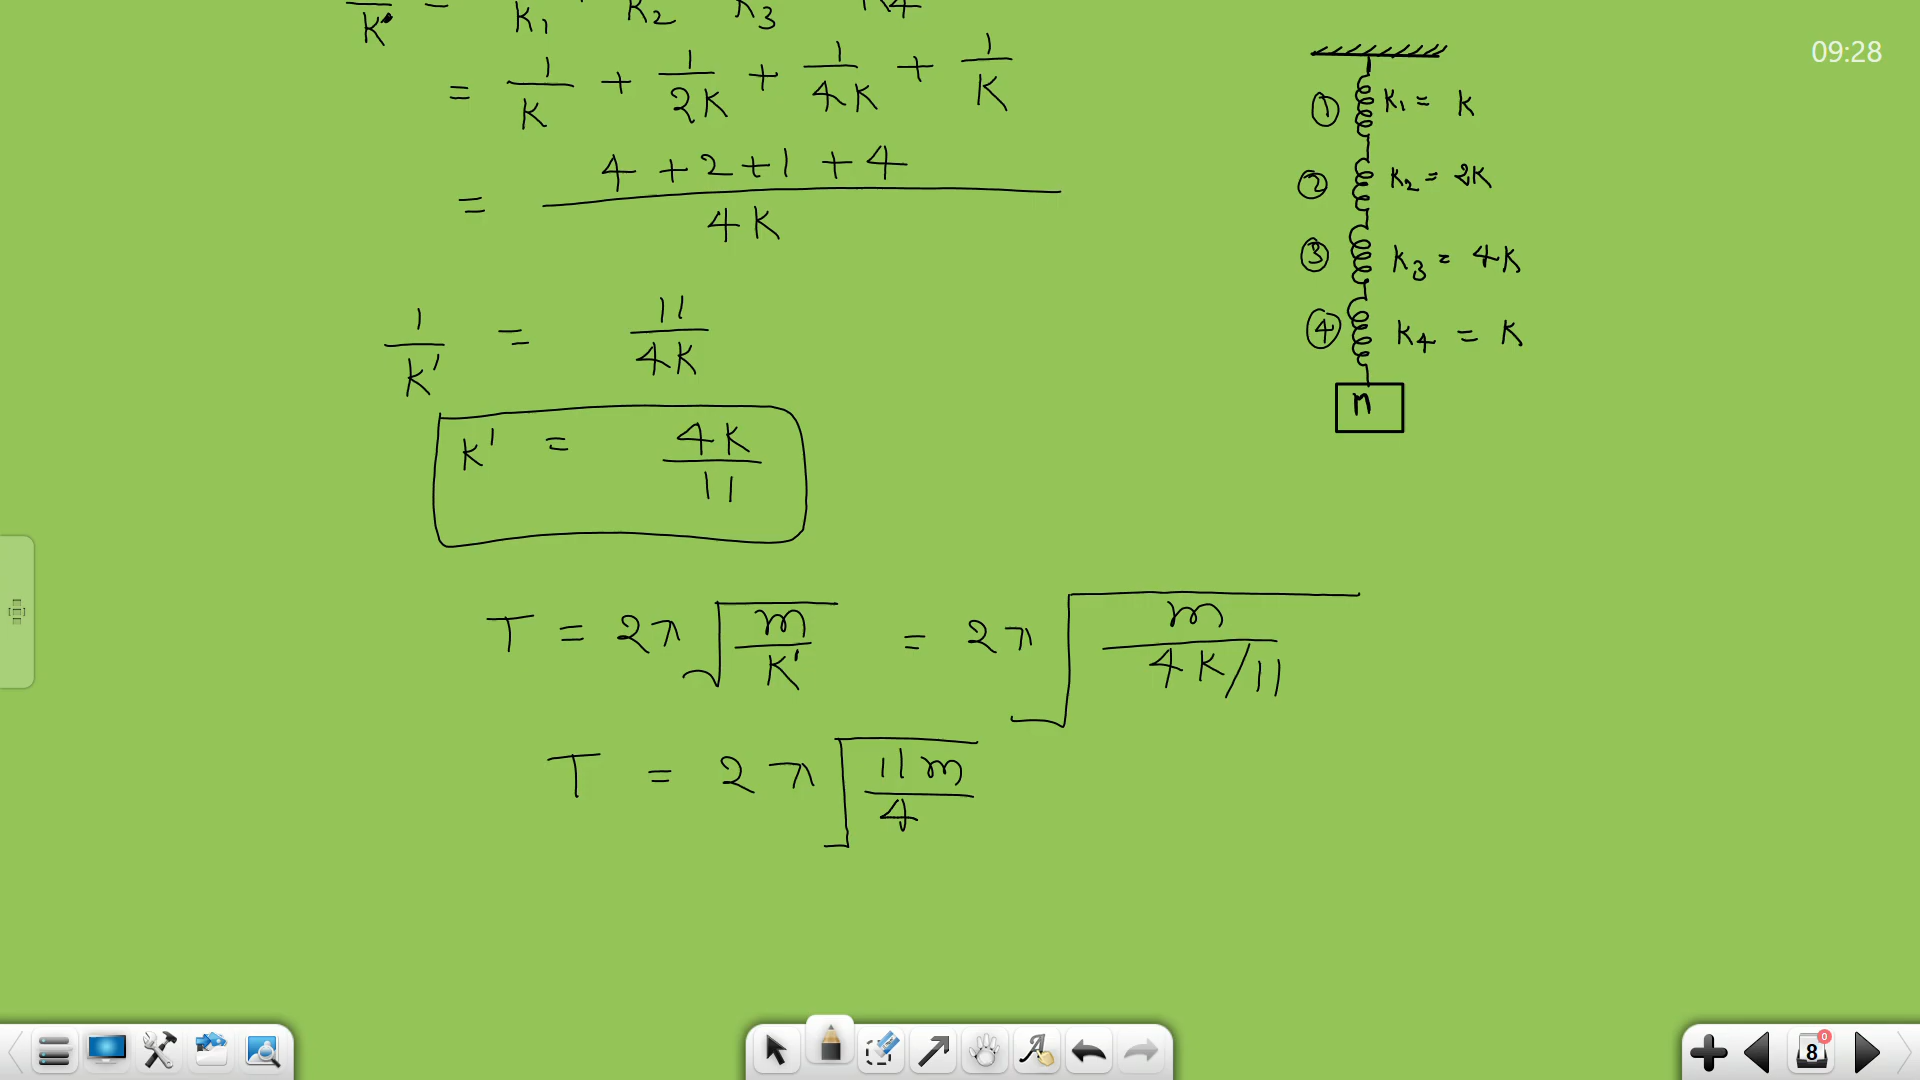 1/K' = 1/K₁ + 1/K₂ 1/K₃ 1/K₄
= 1/K + 1/2K + 1/4K + 1/K
= (4 + 2 + 1 + 4)/4K
1/K' = 11/4K
K' = 4K/11
T = 2π √(m/K') = 2π √(m/(4K/11))
T = 2π √(11m/4)
09:28
① K₁ = K
② K₂ = 2K
③ K₃ = 4K
④ K₄ = K
m
8
0